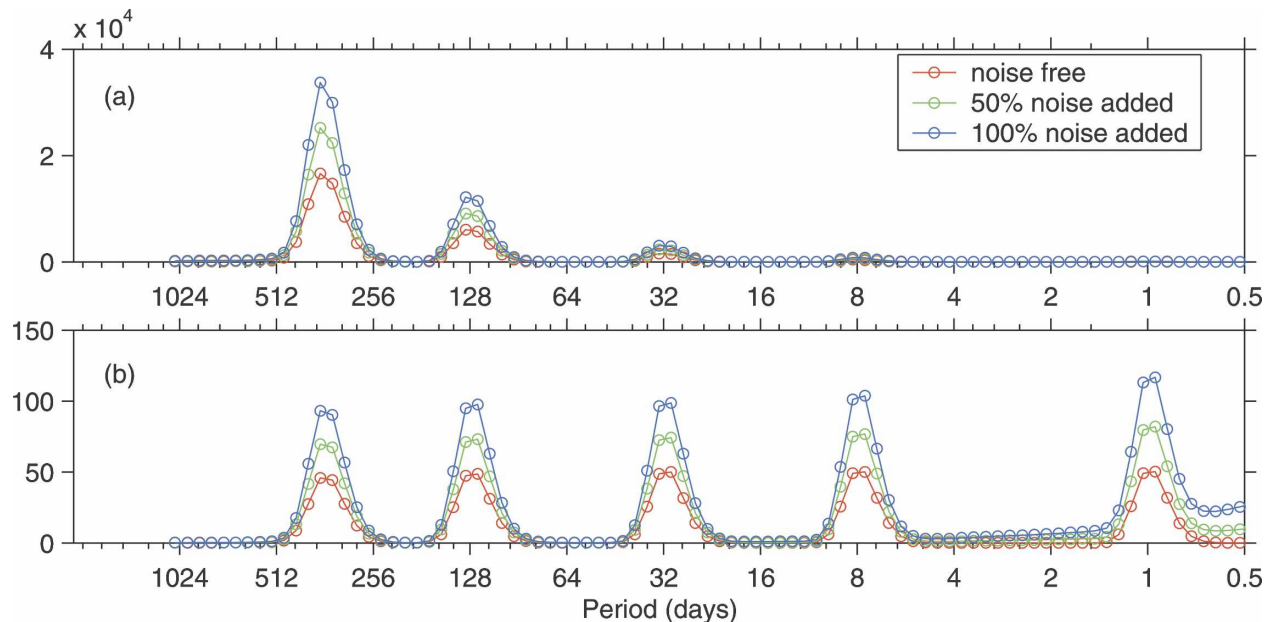 x 10⁴
4
(a)
noise free
50% noise added
100% noise added
2
0
1024 512 256 128 64 32 16 8 4 2 1 0.5
150
(b)
100
50
0
1024 512 256 128 64 32 16 8 4 2 1 0.5
Period (days)